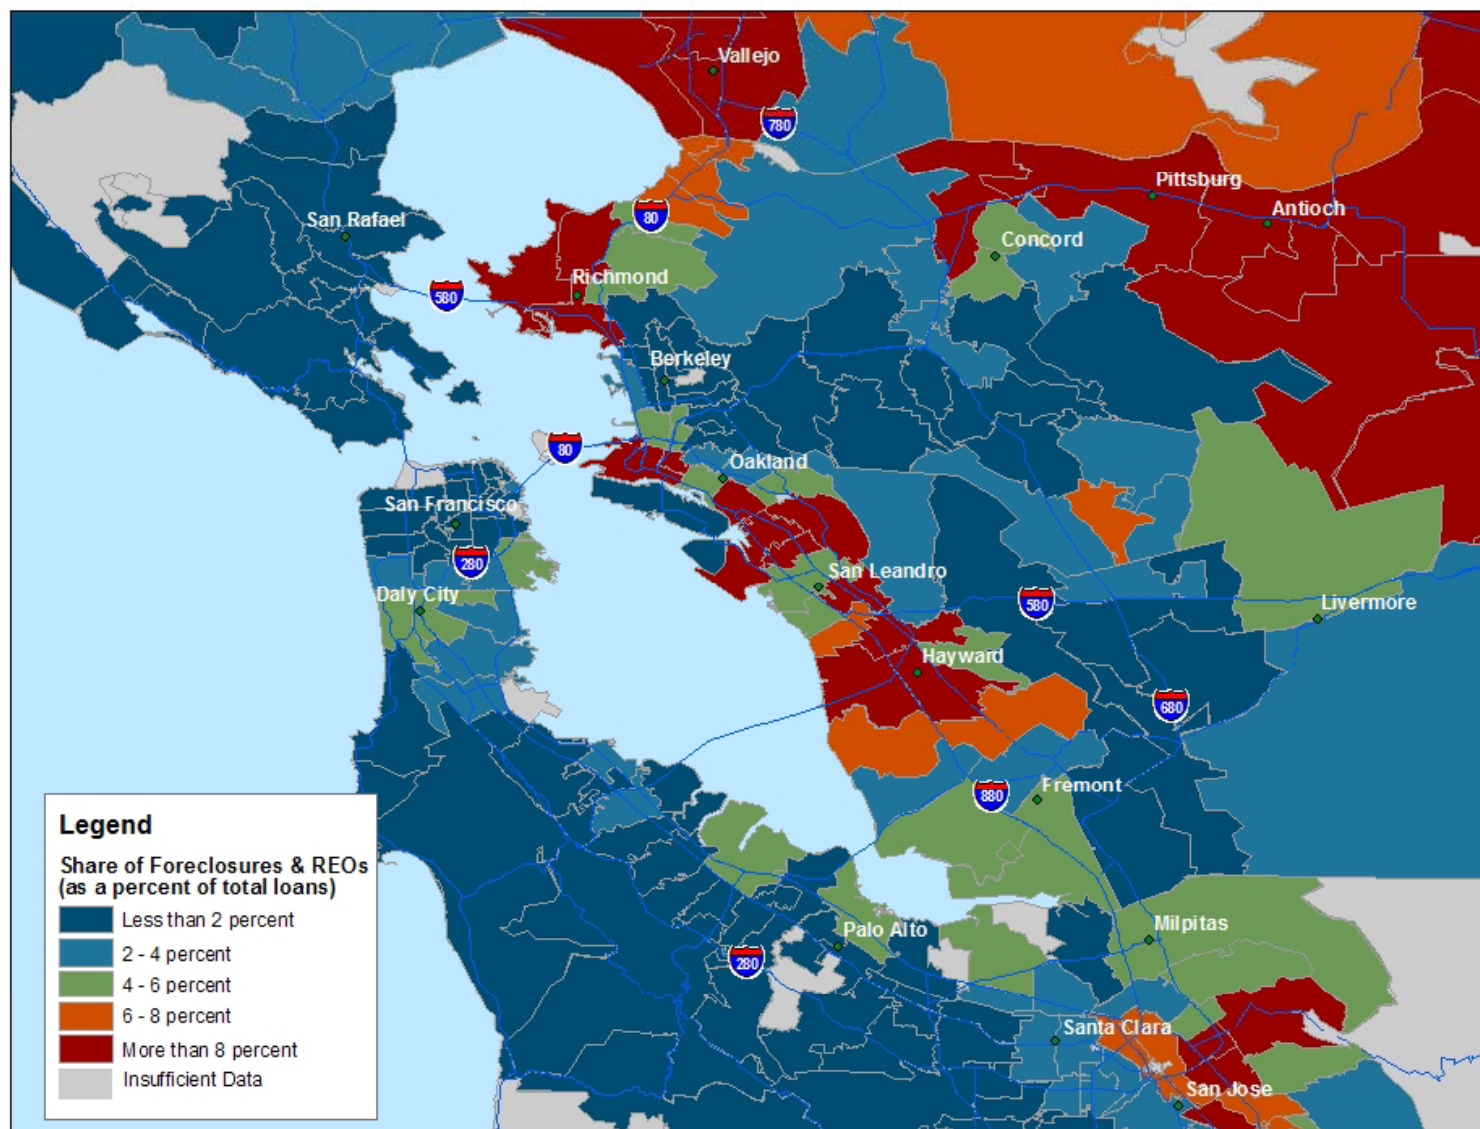 Vallejo
780
Pittsburg
Antioch
80
San Rafael
Concord
Richmond
580
Berkeley
80
Oakland
San Francisco
280
San Leandro
Daly City
580
Livermore
Hayward
680
Fremont
880
Milpitas
Palo Alto
280
Santa Clara
San Jose
Legend
Share of Foreclosures & REOs
(as a percent of total loans)
Less than 2 percent
2 - 4 percent
4 - 6 percent
6 - 8 percent
More than 8 percent
Insufficient Data